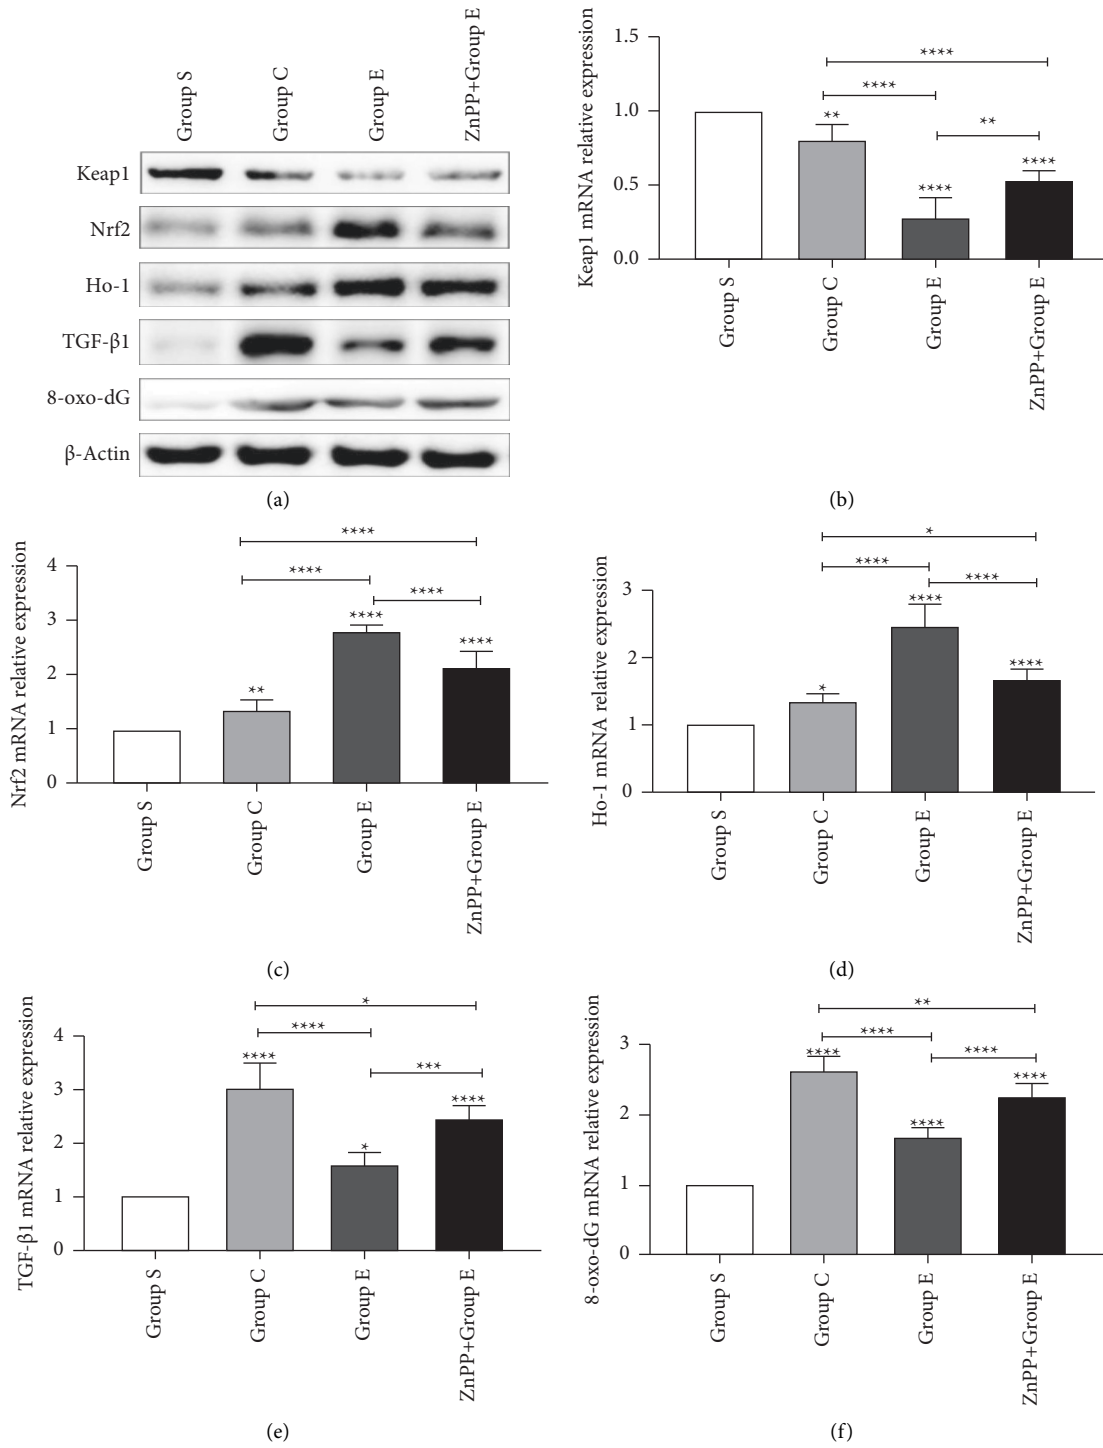 Group S
Group C
Group E
ZnPP+Group E
Keap1
Nrf2
Ho-1
TGF-β1
8-oxo-dG
β-Actin
(a)
Keap1 mRNA relative expression
1.5
1.0
0.5
0.0
****
****
**
**
****
****
Group S
Group C
Group E
ZnPP+Group E
(b)
Nrf2 mRNA relative expression
4
3
2
1
0
****
****
****
**
****
****
Group S
Group C
Group E
ZnPP+Group E
(c)
Ho-1 mRNA relative expression
3
2
1
0
*
****
****
*
****
****
Group S
Group C
Group E
ZnPP+Group E
(d)
TGF-β1 mRNA relative expression
4
3
2
1
0
*
****
***
****
*
****
Group S
Group C
Group E
ZnPP+Group E
(e)
8-oxo-dG mRNA relative expression
3
2
1
0
**
****
****
****
****
****
Group S
Group C
Group E
ZnPP+Group E
(f)